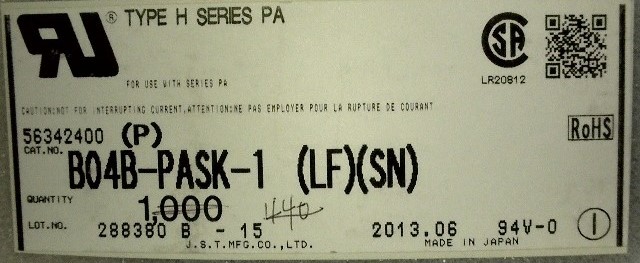 ® TYPE H SERIES PA
FOR USE WITH SERIES PA
LR20812
CAUTION:NOT FOR INTERRUPTING CURRENT,ATTENTION:NE PAS EMPLOYER POUR LA RUPTURE DE COURANT
56342400 (P)
RoHS
CAT.NO. B04B-PASK-1 (LF)(SN)
QUANTITY 1,000 440
LOT.NO. 288380 B - 15 2013.06 94V-0 1
J.S.T.MFG.CO.,LTD. MADE IN JAPAN